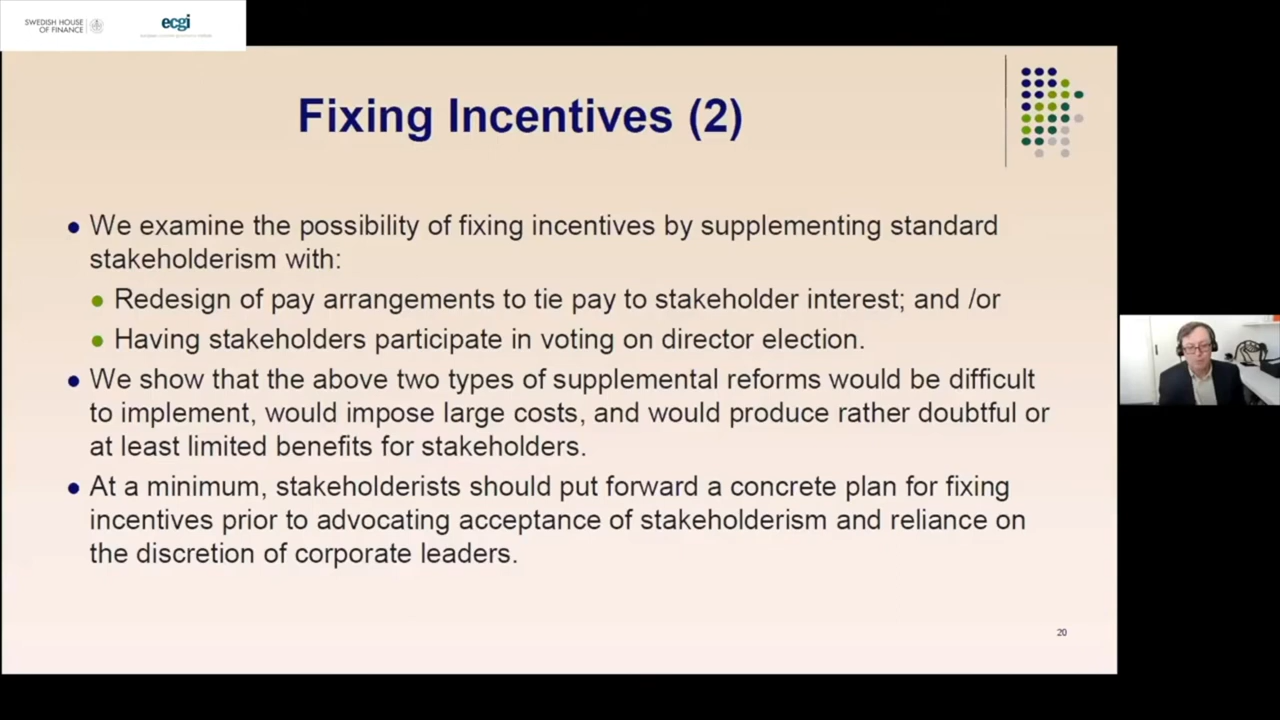 SWEDISH HOUSE
OF FINANCE
ecgi
Fixing Incentives (2)
We examine the possibility of fixing incentives by supplementing standard
stakeholderism with:
Redesign of pay arrangements to tie pay to stakeholder interest; and /or
Having stakeholders participate in voting on director election.
We show that the above two types of supplemental reforms would be difficult
to implement, would impose large costs, and would produce rather doubtful or
at least limited benefits for stakeholders.
At a minimum, stakeholderists should put forward a concrete plan for fixing
incentives prior to advocating acceptance of stakeholderism and reliance on
the discretion of corporate leaders.
20